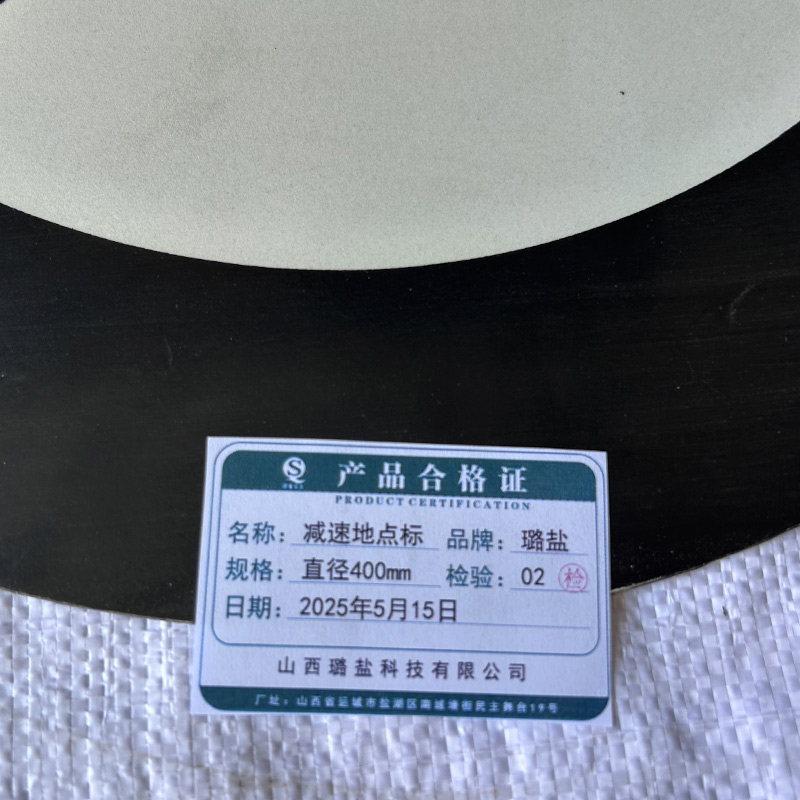 产品合格证
PRODUCT CERTIFICATION
名称： 减速地点标 品牌： 璐盐
规格： 直径400mm 检验： 02 检
日期： 2025年5月15日
山西璐盐科技有限公司
厂址：山西省运城市盐湖区南城墙街民主舞台19号